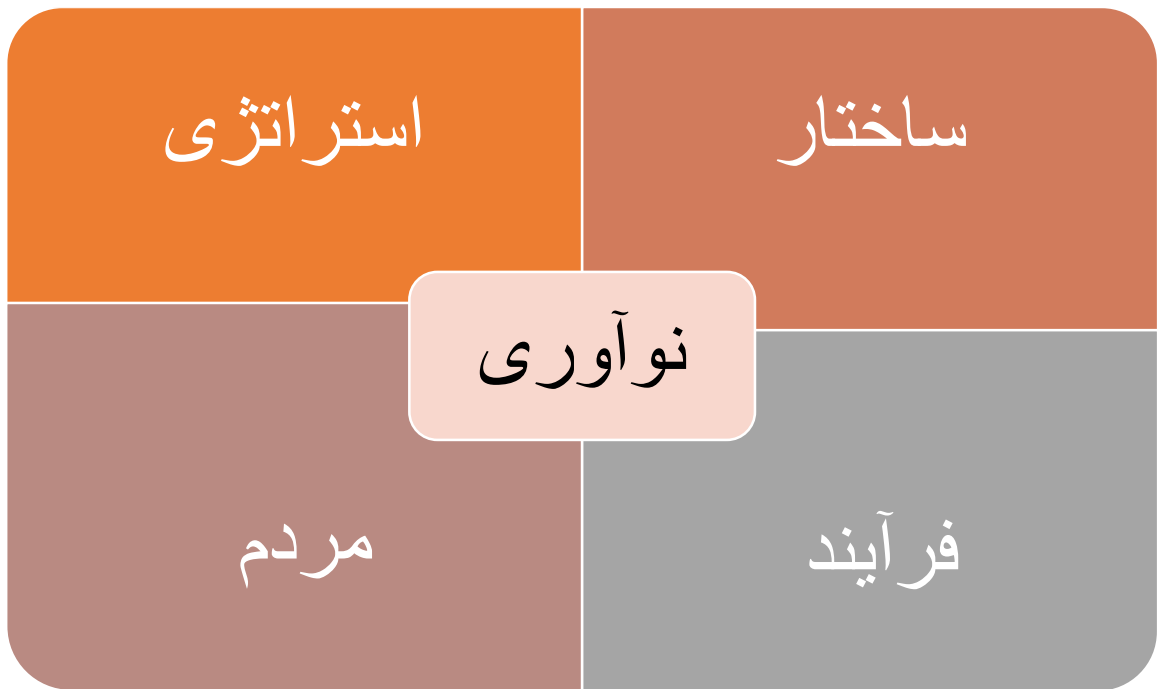 ساختار
استراتژی
نوآوری
فرآیند
مردم